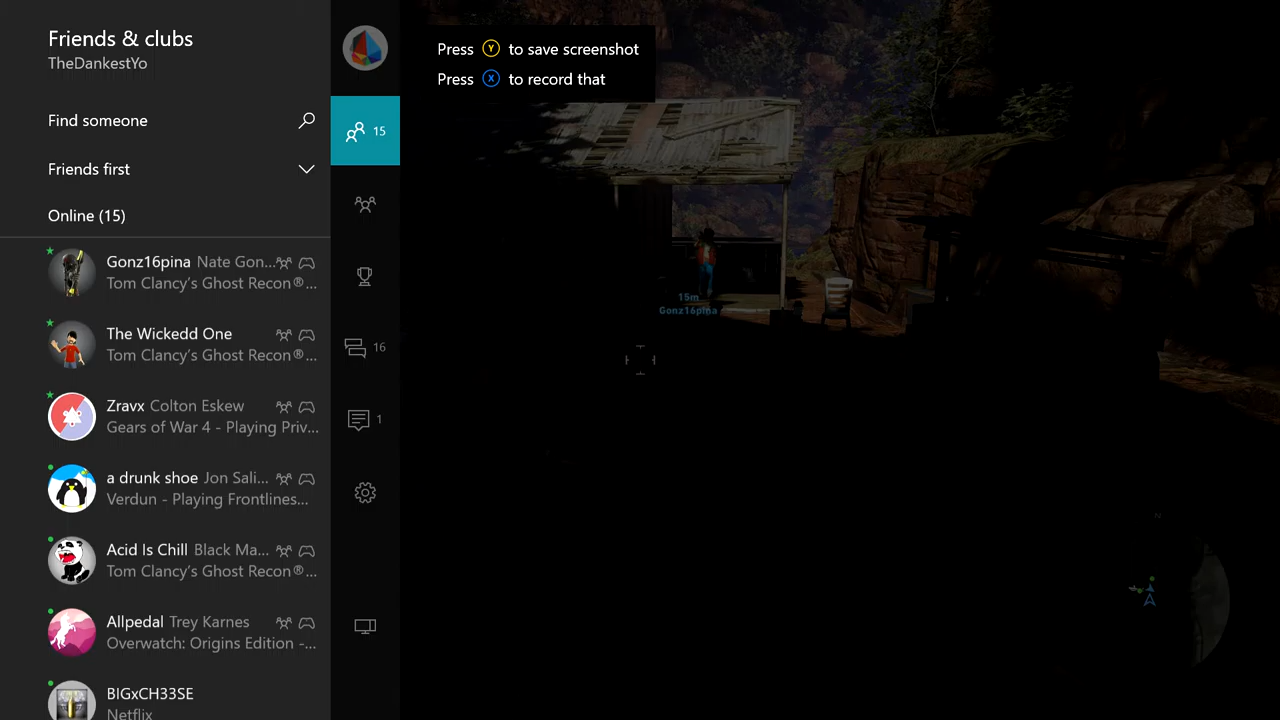 Friends & clubs
TheDankestYo
Find someone
Friends first
Online (15)
Gonz16pina Nate Gon...
Tom Clancy's Ghost Recon®...
The Wickedd One
Tom Clancy's Ghost Recon®...
Zravx Colton Eskew
Gears of War 4 - Playing Priv...
a drunk shoe Jon Sali...
Verdun - Playing Frontlines...
Acid Is Chill Black Ma...
Tom Clancy's Ghost Recon®...
Allpedal Trey Karnes
Overwatch: Origins Edition -...
BIGxCH33SE
Netflix
15
16
1
Press Y to save screenshot
Press X to record that
15m
Gonz16pina
N